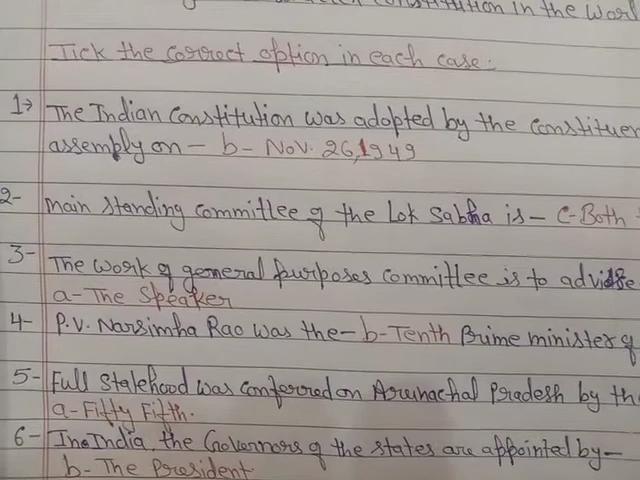 constitution in the worl
Tick the correct option in each case:
1→ The Indian Constitution was adopted by the constituen
assembly on - b - Nov. 26,1949
2- main standing committee of the Lok Sabha is - C-Both
3- The work of general purposes committee is to advise
a- The Speaker
4- P.V. Narsimha Rao was the - b-Tenth Prime minister of
5- Full Statehood was conferred on Arunachal Pradesh by th
a- Fifty Fifth.
6- In India, the Governors of the states are appointed by-
b- The President